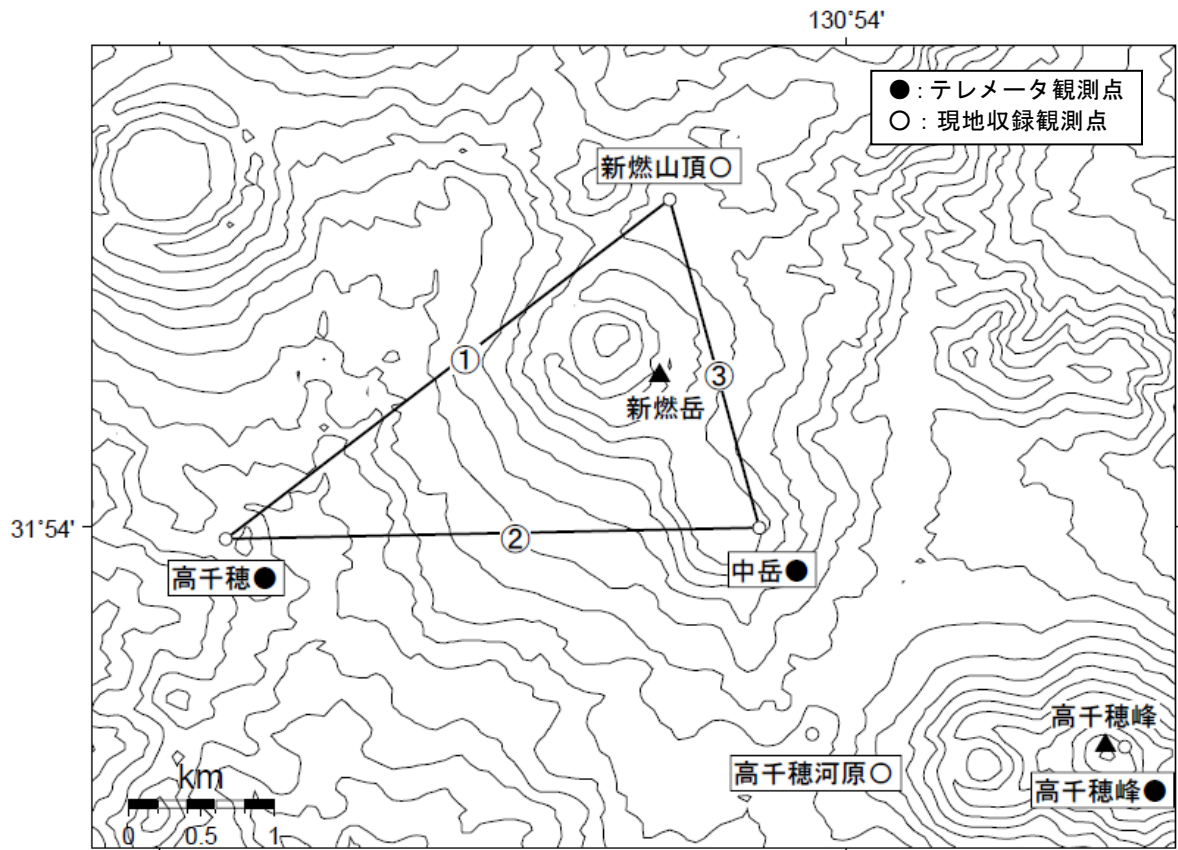 130°54'
●：テレメータ観測点
○：現地収録観測点
新燃山頂○
①
③
新燃岳
31°54'
②
高千穂●
中岳●
高千穂峰
km
高千穂河原○
高千穂峰●
0 0.5 1